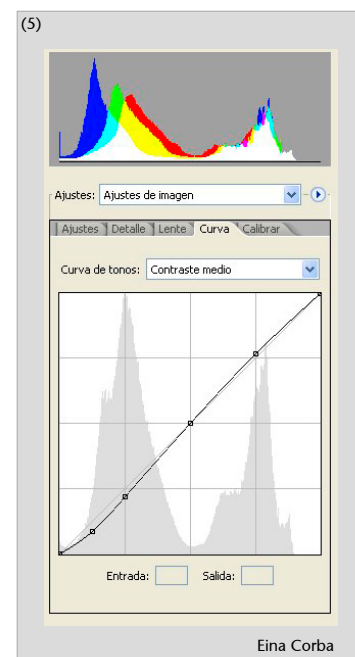 (5)
Ajustes: Ajustes de imagen
Ajustes Detalle Lente Curva Calibrar
Curva de tonos: Contraste medio
Entrada: Salida:
Eina Corba